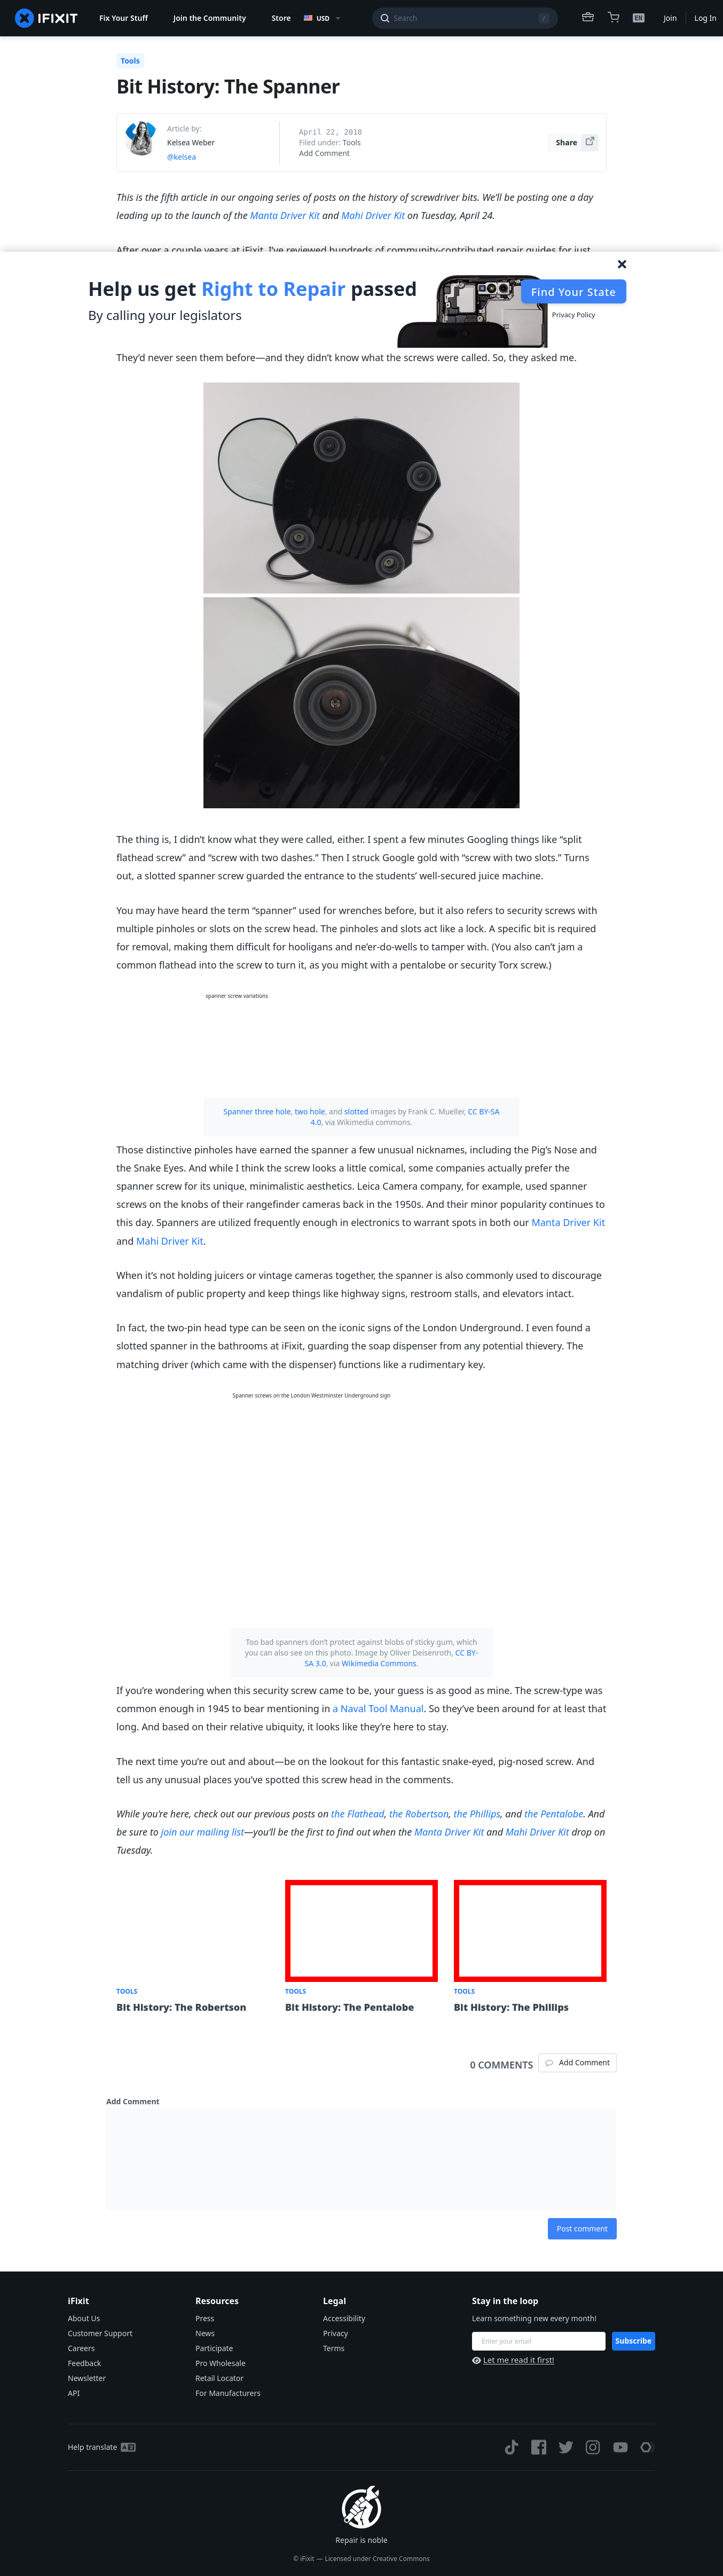 IFIXIT
Fix Your Stuff
Join the Community
Store
USD
Search
/
EN
Join
Log In
Tools
Bit History: The Spanner
Article by:
Kelsea Weber
@kelsea
April 22, 2018
Filed under: Tools
Add Comment
Share
This is the fifth article in our ongoing series of posts on the history of screwdriver bits. We’ll be posting one a day
leading up to the launch of the Manta Driver Kit and Mahi Driver Kit on Tuesday, April 24.
After over a couple years at iFixit, I’ve reviewed hundreds of community-contributed repair guides for just
Help us get Right to Repair passed
By calling your legislators
Find Your State
Privacy Policy
They’d never seen them before—and they didn’t know what the screws were called. So, they asked me.
The thing is, I didn’t know what they were called, either. I spent a few minutes Googling things like “split
flathead screw” and “screw with two dashes.” Then I struck Google gold with “screw with two slots.” Turns
out, a slotted spanner screw guarded the entrance to the students’ well-secured juice machine.
You may have heard the term “spanner” used for wrenches before, but it also refers to security screws with
multiple pinholes or slots on the screw head. The pinholes and slots act like a lock. A specific bit is required
for removal, making them difficult for hooligans and ne’er-do-wells to tamper with. (You also can’t jam a
common flathead into the screw to turn it, as you might with a pentalobe or security Torx screw.)
spanner screw variations
Spanner three hole, two hole, and slotted images by Frank C. Mueller, CC BY-SA
4.0, via Wikimedia commons.
Those distinctive pinholes have earned the spanner a few unusual nicknames, including the Pig’s Nose and
the Snake Eyes. And while I think the screw looks a little comical, some companies actually prefer the
spanner screw for its unique, minimalistic aesthetics. Leica Camera company, for example, used spanner
screws on the knobs of their rangefinder cameras back in the 1950s. And their minor popularity continues to
this day. Spanners are utilized frequently enough in electronics to warrant spots in both our Manta Driver Kit
and Mahi Driver Kit.
When it’s not holding juicers or vintage cameras together, the spanner is also commonly used to discourage
vandalism of public property and keep things like highway signs, restroom stalls, and elevators intact.
In fact, the two-pin head type can be seen on the iconic signs of the London Underground. I even found a
slotted spanner in the bathrooms at iFixit, guarding the soap dispenser from any potential thievery. The
matching driver (which came with the dispenser) functions like a rudimentary key.
Spanner screws on the London Westminster Underground sign
Too bad spanners don’t protect against blobs of sticky gum, which
you can also see on this photo. Image by Oliver Deisenroth, CC BY-
SA 3.0, via Wikimedia Commons.
If you’re wondering when this security screw came to be, your guess is as good as mine. The screw-type was
common enough in 1945 to bear mentioning in a Naval Tool Manual. So they’ve been around for at least that
long. And based on their relative ubiquity, it looks like they’re here to stay.
The next time you’re out and about—be on the lookout for this fantastic snake-eyed, pig-nosed screw. And
tell us any unusual places you’ve spotted this screw head in the comments.
While you’re here, check out our previous posts on the Flathead, the Robertson, the Phillips, and the Pentalobe. And
be sure to join our mailing list—you’ll be the first to find out when the Manta Driver Kit and Mahi Driver Kit drop on
Tuesday.
TOOLS
Bit History: The Robertson
TOOLS
Bit History: The Pentalobe
TOOLS
Bit History: The Phillips
0 COMMENTS
Add Comment
Add Comment
Post comment
iFixit
About Us
Customer Support
Careers
Feedback
Newsletter
API
Resources
Press
News
Participate
Pro Wholesale
Retail Locator
For Manufacturers
Legal
Accessibility
Privacy
Terms
Stay in the loop
Learn something new every month!
Enter your email
Subscribe
Let me read it first!
Help translate
Repair is noble
© iFixit — Licensed under Creative Commons